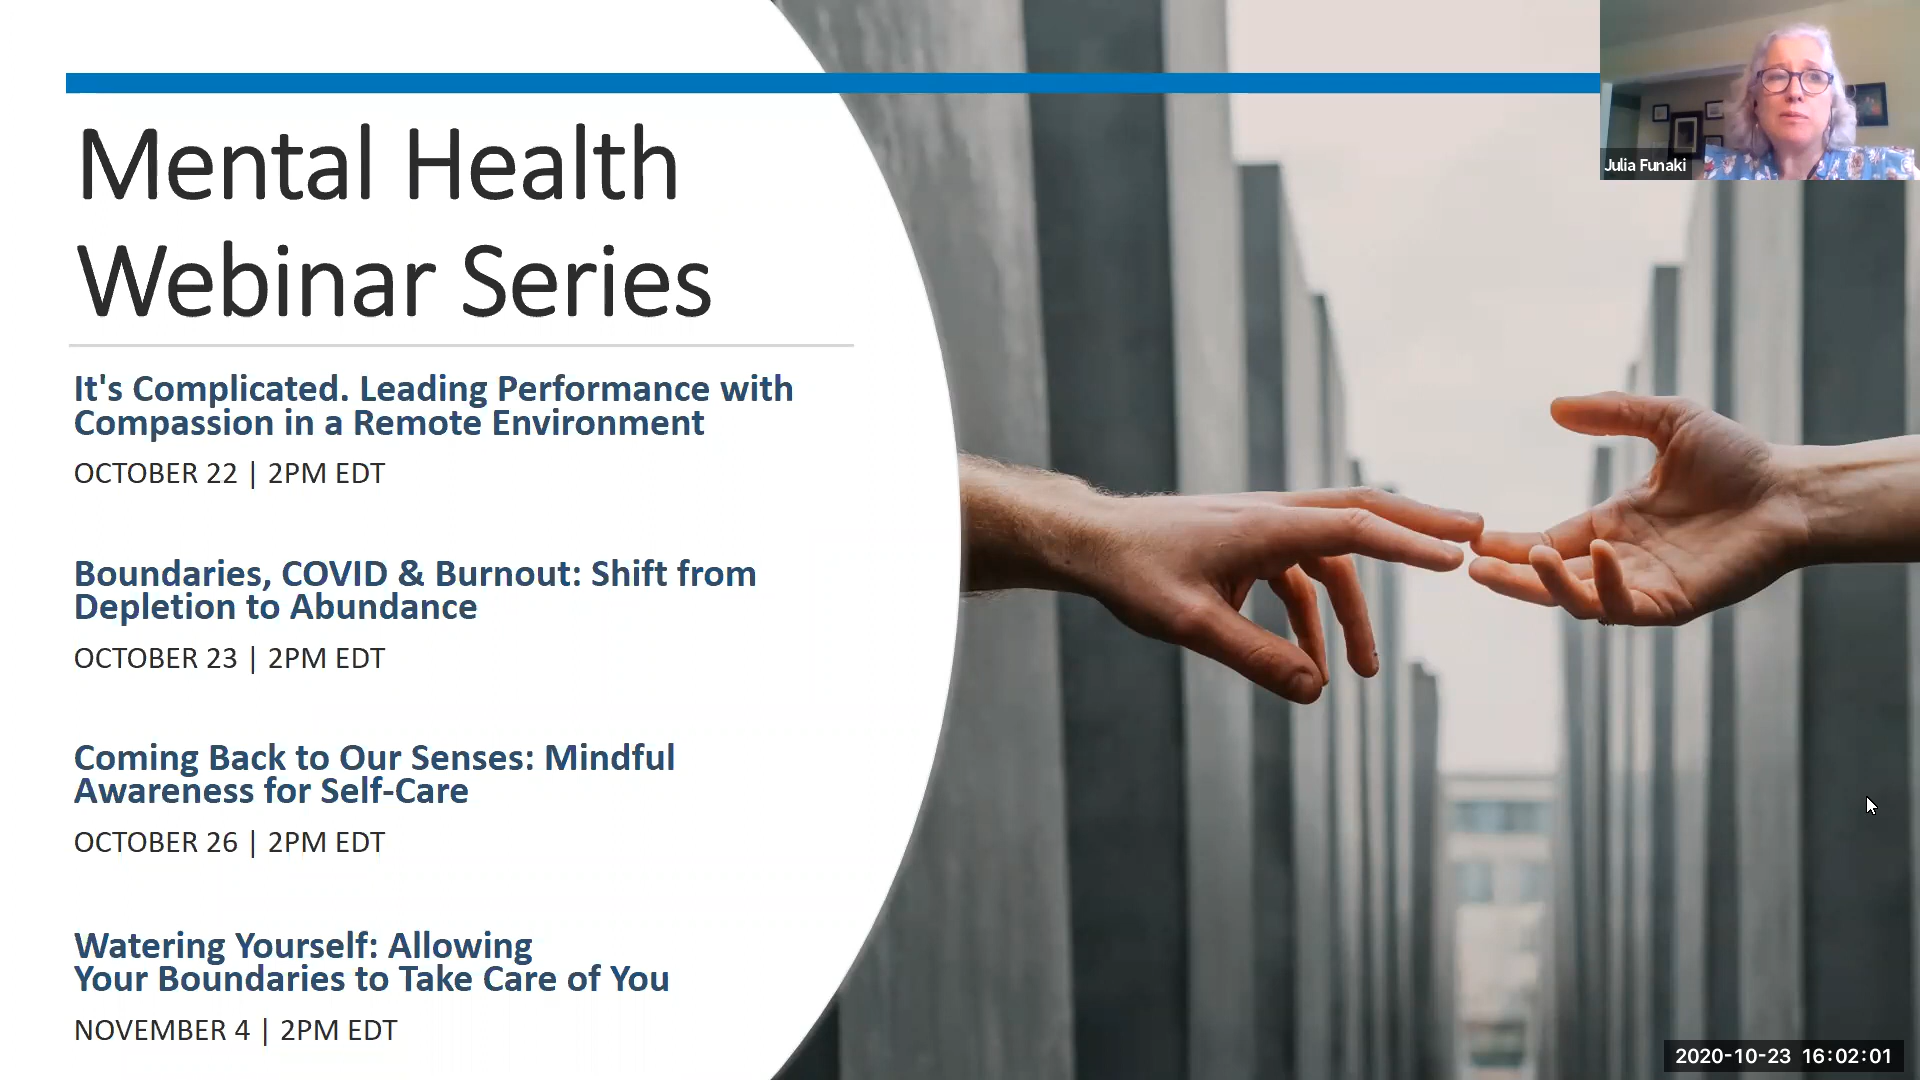 Mental Health
Webinar Series
It's Complicated. Leading Performance with
Compassion in a Remote Environment
OCTOBER 22 | 2PM EDT
Boundaries, COVID & Burnout: Shift from
Depletion to Abundance
OCTOBER 23 | 2PM EDT
Coming Back to Our Senses: Mindful
Awareness for Self-Care
OCTOBER 26 | 2PM EDT
Watering Yourself: Allowing
Your Boundaries to Take Care of You
NOVEMBER 4 | 2PM EDT
Julia Funaki
2020-10-23 16:02:01